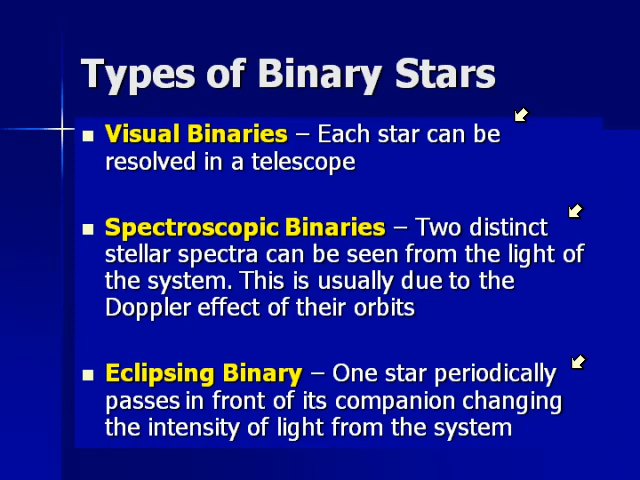 Types of Binary Stars
■ Visual Binaries – Each star can be
resolved in a telescope
■ Spectroscopic Binaries – Two distinct
stellar spectra can be seen from the light of
the system. This is usually due to the
Doppler effect of their orbits
■ Eclipsing Binary – One star periodically
passes in front of its companion changing
the intensity of light from the system